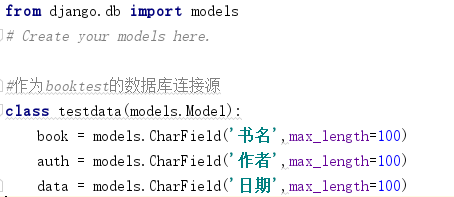 from django.db import models
# Create your models here.
#作为booktest的数据库连接源
class testdata(models.Model):
    book = models.CharField('书名',max_length=100)
    auth = models.CharField('作者',max_length=100)
    data = models.CharField('日期',max_length=100)